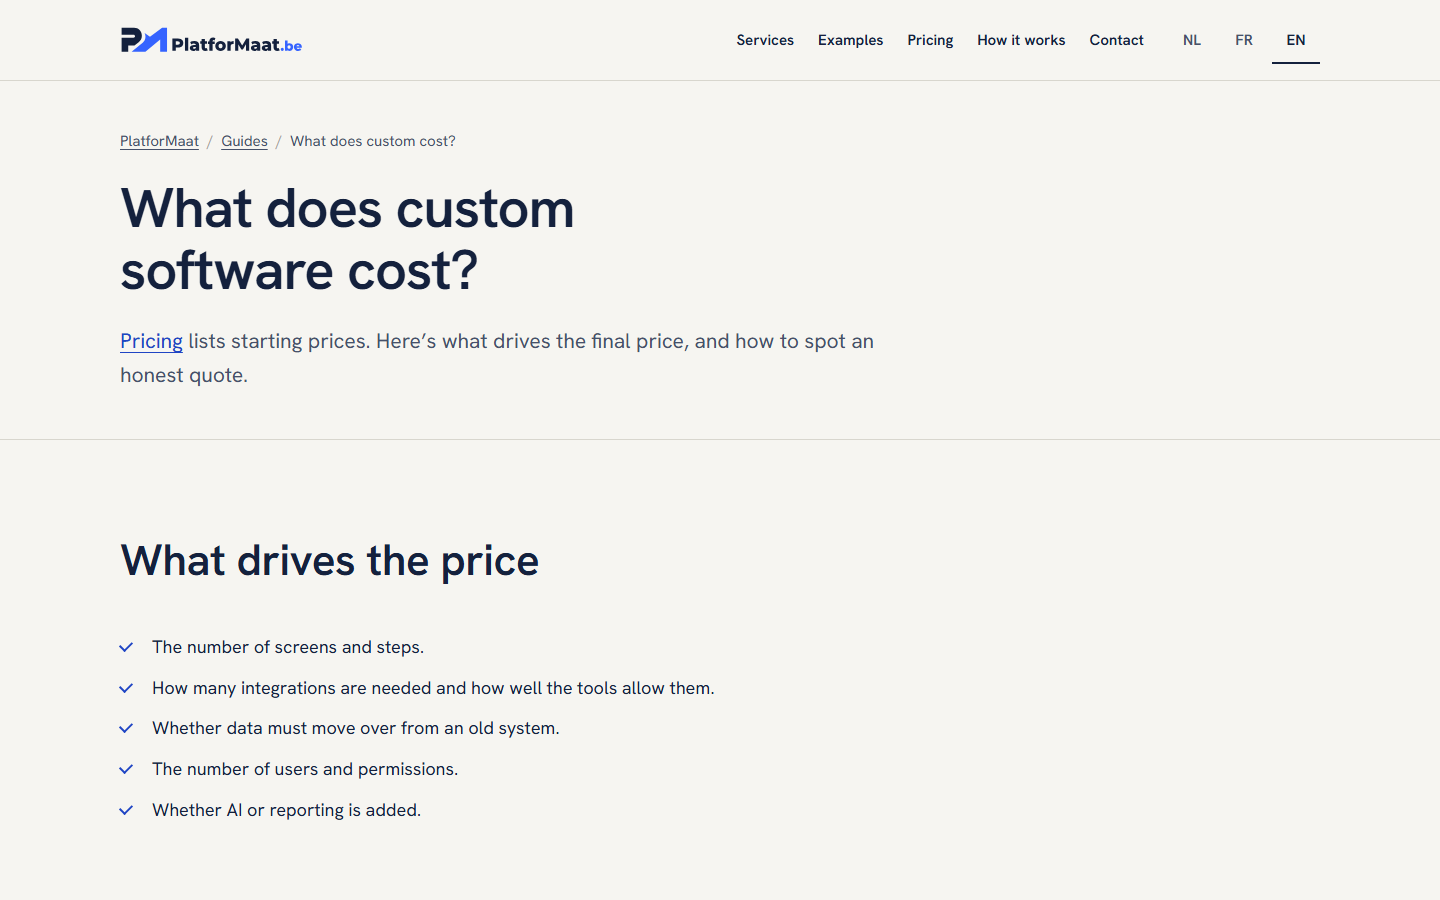 PM PlatforMaat.be
Services Examples Pricing How it works Contact NL FR EN
PlatforMaat / Guides / What does custom cost?
What does custom
software cost?
Pricing lists starting prices. Here’s what drives the final price, and how to spot an
honest quote.
What drives the price
The number of screens and steps.
How many integrations are needed and how well the tools allow them.
Whether data must move over from an old system.
The number of users and permissions.
Whether AI or reporting is added.